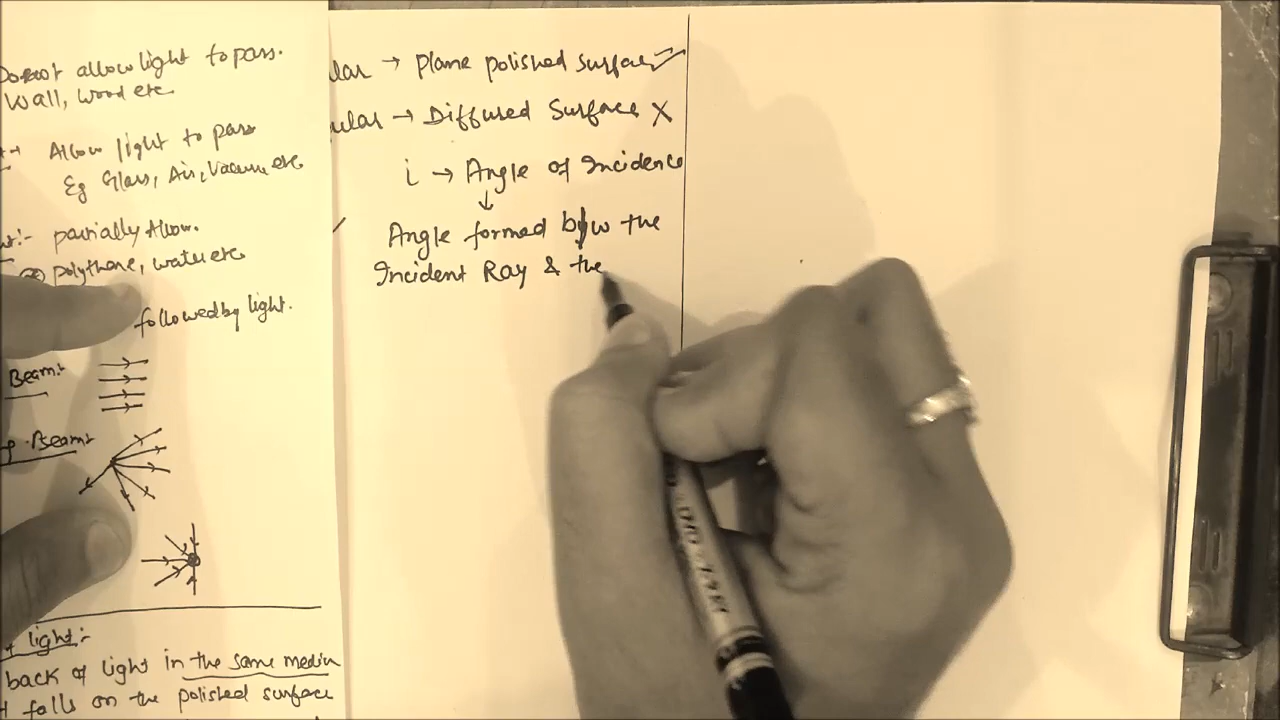 Doesnot allow light to pass.
Wall, wood etc
Allow light to pass
Eg Glass, Air, Vacuum etc
partially Allow.
polythene, water etc
followed by light.
Beam:-
Beam:-
light:-
back of light in the same medium
falls on the polished surface
ular → plane polished surface
gular → Diffused Surface X
i → Angle of Incidence
↓
Angle formed b/w the
Incident Ray & the